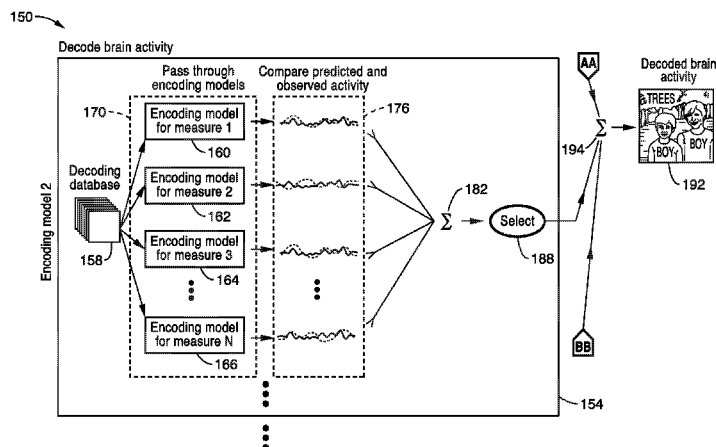 150
Decode brain activity
Pass through
encoding models
Compare predicted and
observed activity
AA
Decoded brain
activity
170
176
Encoding model
for measure 1
160
TREES
BOY
BOY
194
192
Decoding
database
Encoding model
for measure 2
162
182
Σ
Σ
Select
188
Encoding model 2
158
Encoding model
for measure 3
164
Encoding model
for measure N
166
BB
154